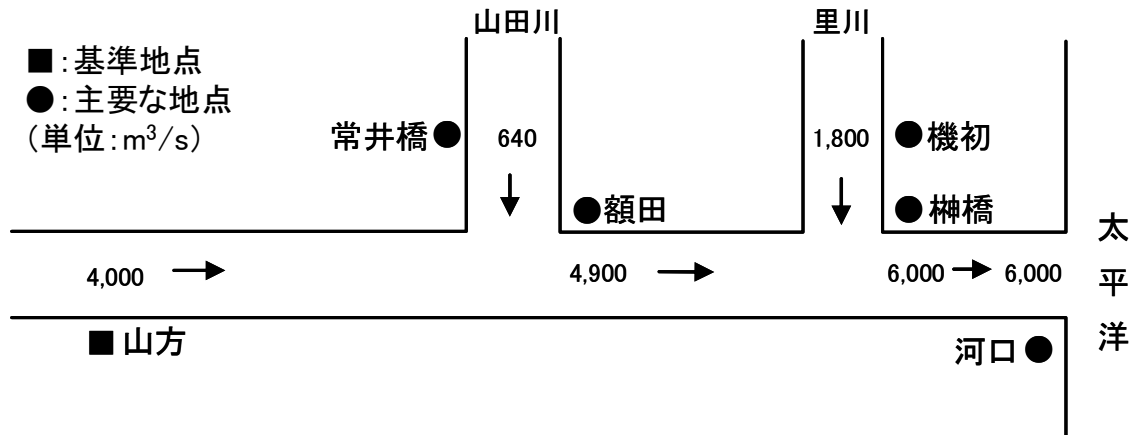 山田川
里川
■:基準地点
●:主要な地点
(単位:m³/s)
常井橋●
640
1,800
●機初
●額田
●榊橋
4,000
4,900
6,000
6,000
太平洋
■山方
河口●